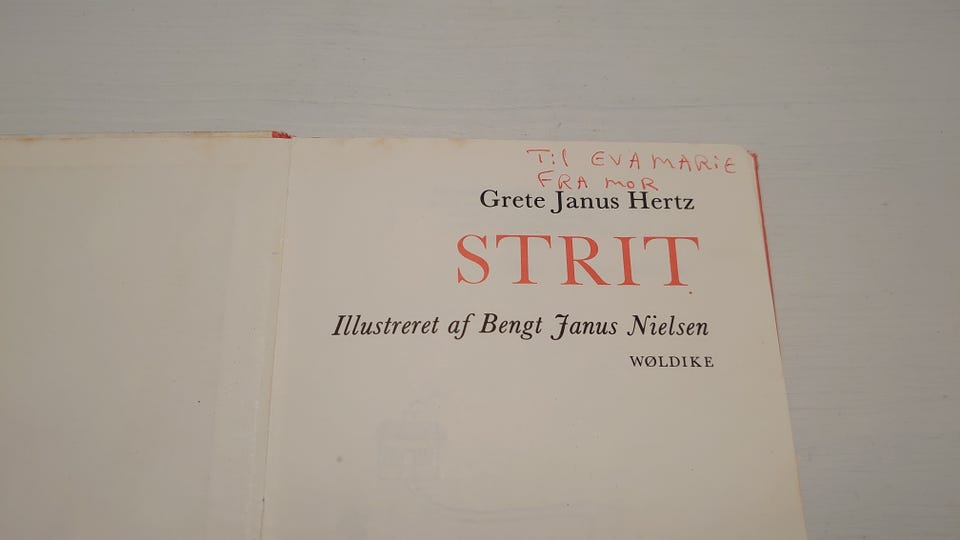 Til EVAMARiE
FRA MOR
Grete Janus Hertz
STRIT
Illustreret af Bengt Janus Nielsen
WØLDIKE